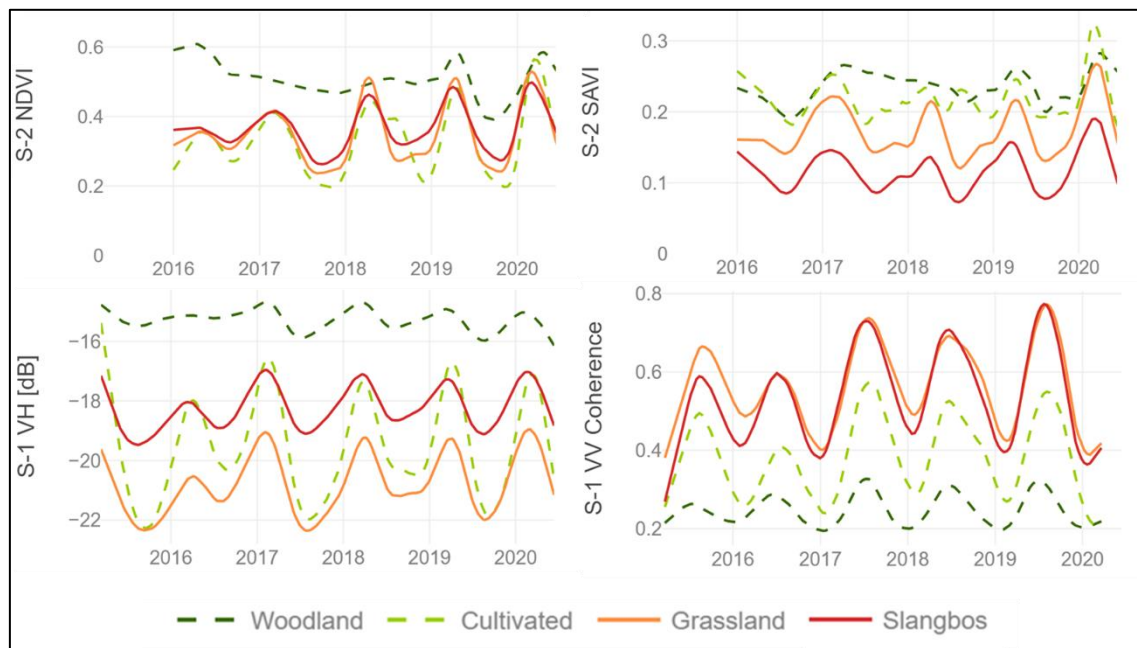 S-2 NDVI
0.6
0.4
0.2
0
2016 2017 2018 2019 2020
S-2 SAVI
0.3
0.2
0.1
0
2016 2017 2018 2019 2020
S-1 VH [dB]
−16
−18
−20
−22
2016 2017 2018 2019 2020
S-1 VV Coherence
0.8
0.6
0.4
0.2
2016 2017 2018 2019 2020
Woodland Cultivated Grassland Slangbos